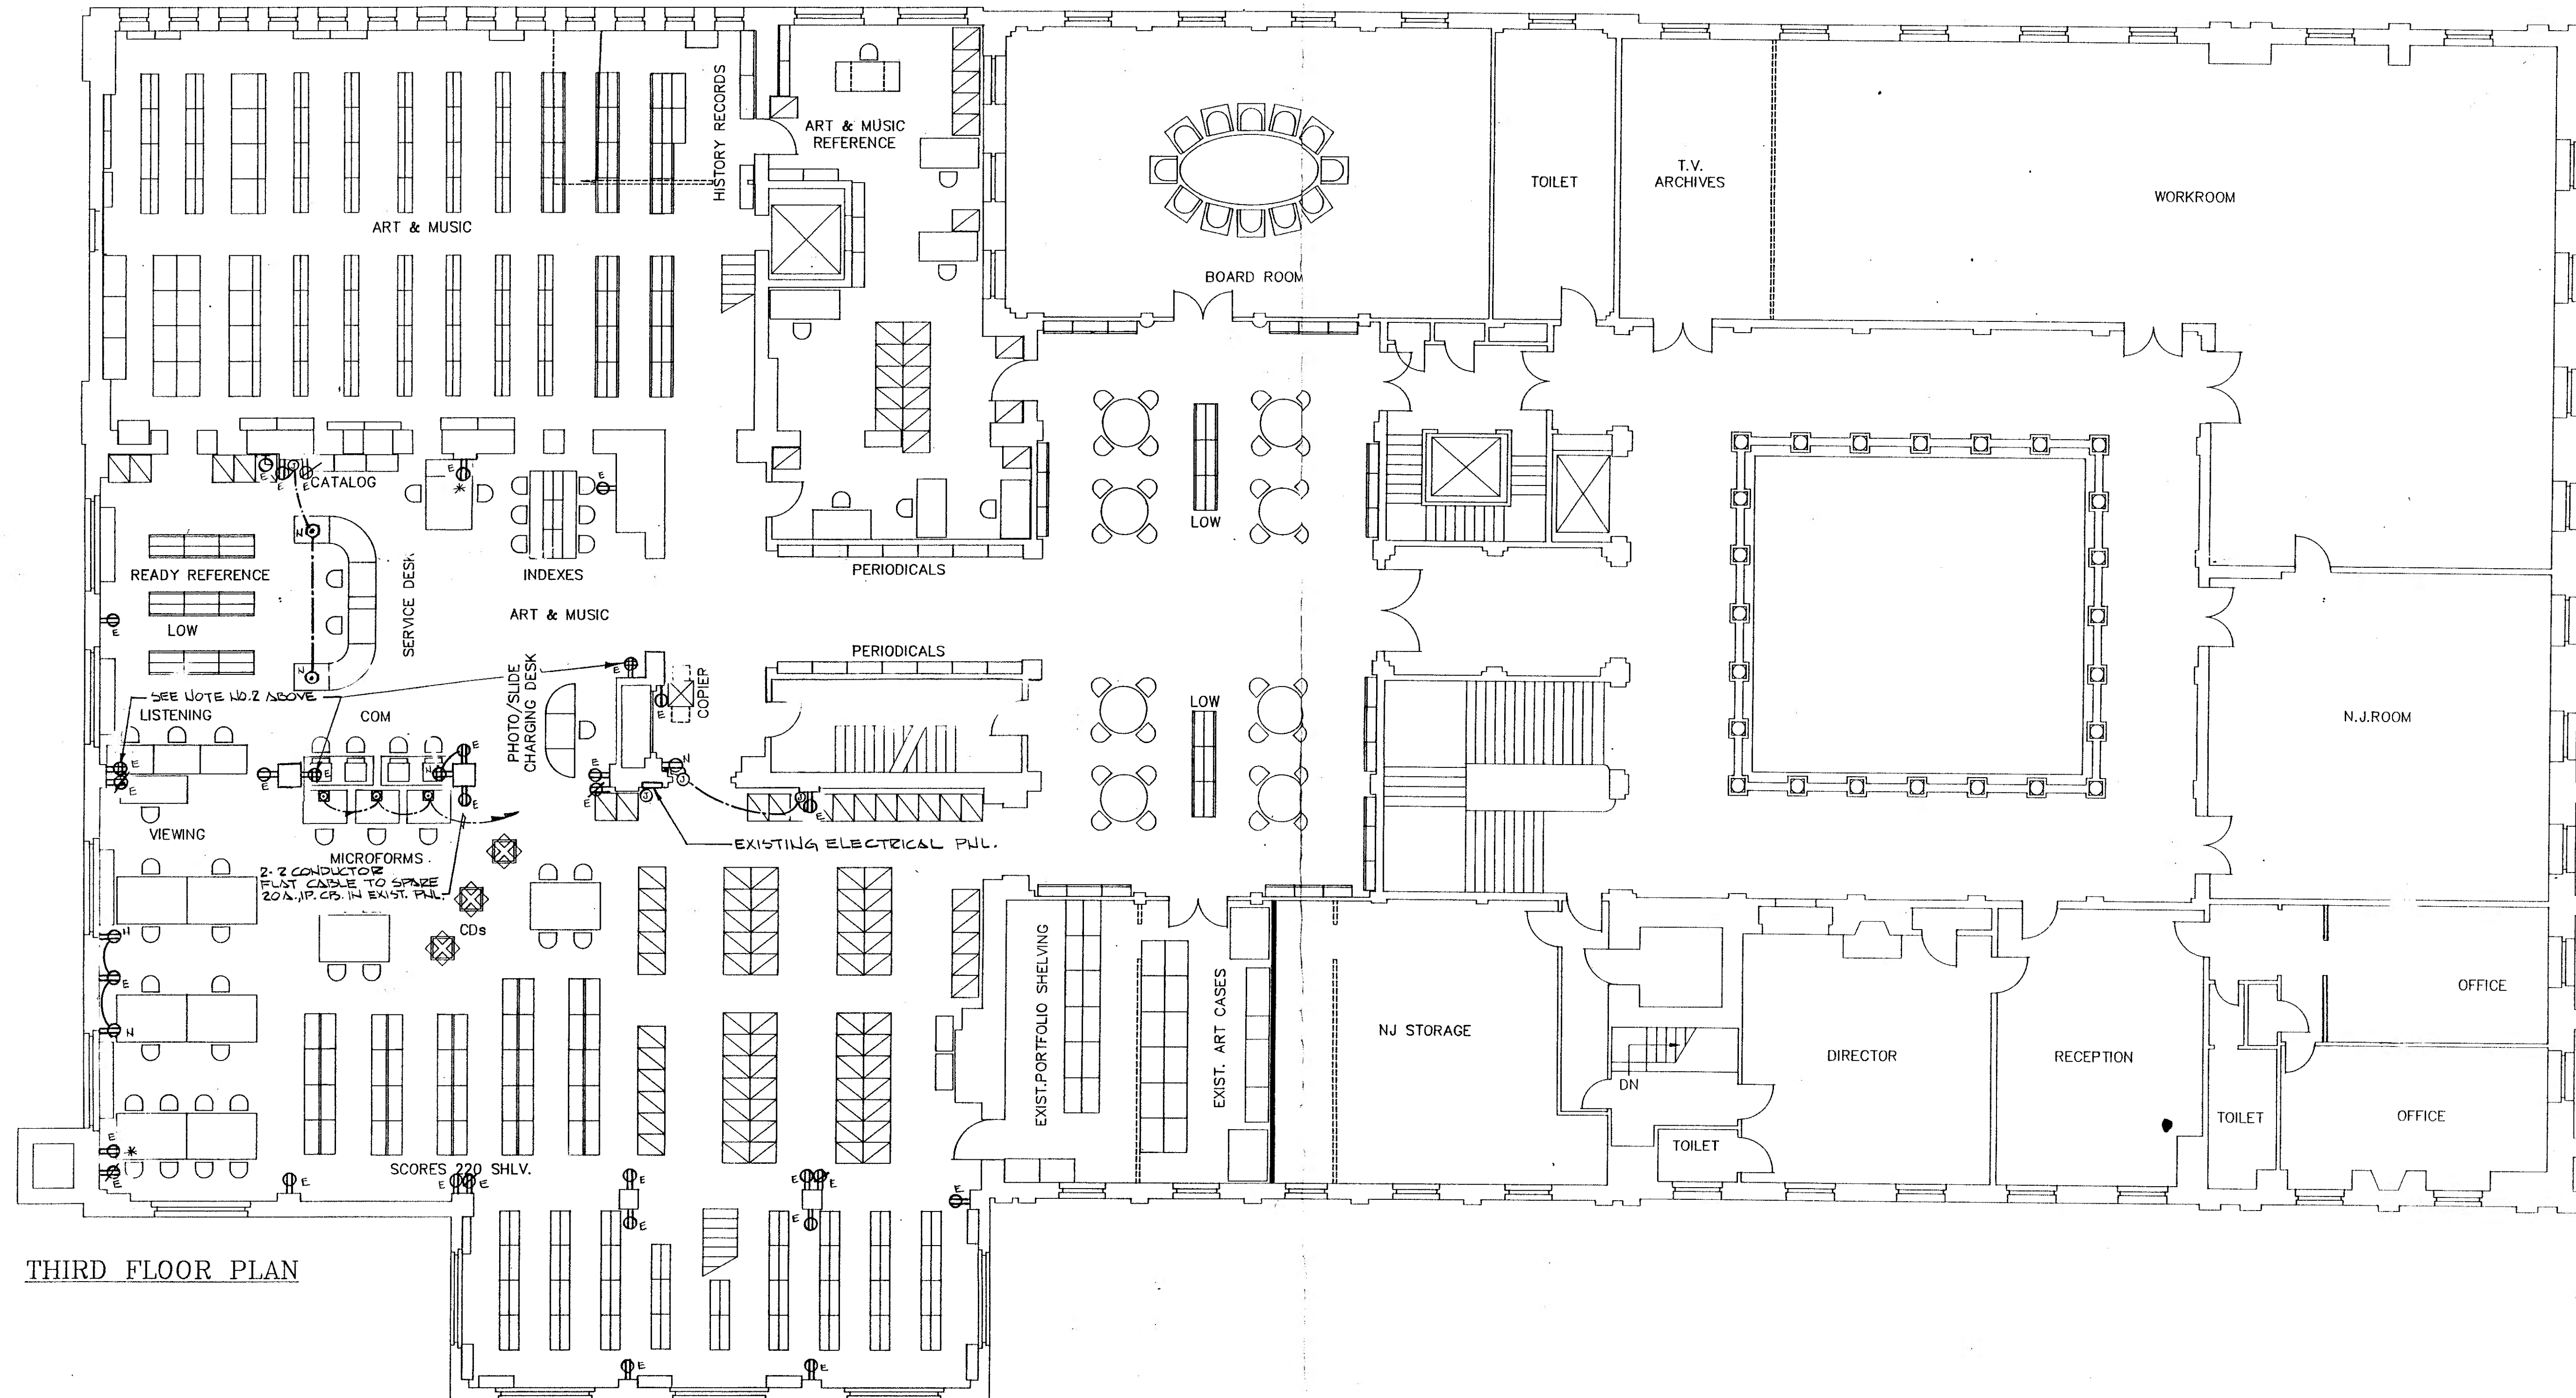 HISTORY RECORDS
ART & MUSIC
REFERENCE
ART & MUSIC
BOARD ROOM
TOILET
T.V.
ARCHIVES
WORKROOM
CATALOG
E
E
E
E
*
E
N
READY REFERENCE
LOW
E
SERVICE DESK
N
INDEXES
ART & MUSIC
PERIODICALS
PERIODICALS
LOW
LOW
SEE NOTE NO. 2 ABOVE
LISTENING
COM
PHOTO/SLIDE
CHARGING DESK
COPIER
E
E
E
E
E
E
E
N
E
E
E
E
N
J
J
J
E
VIEWING
MICROFORMS
EXISTING ELECTRICAL PNL.
2-2 CONDUCTOR
FLAT CABLE TO SPARE
20A., 1P. CB. IN EXIST. PNL.
CDs
N
E
N
E
*
E
E
SCORES 220 SHLV.
E
E
E
E
E
E
E
E
E
E
E
N.J.ROOM
EXIST.PORTFOLIO SHELVING
EXIST. ART CASES
NJ STORAGE
DN
TOILET
DIRECTOR
RECEPTION
TOILET
OFFICE
OFFICE
THIRD FLOOR PLAN